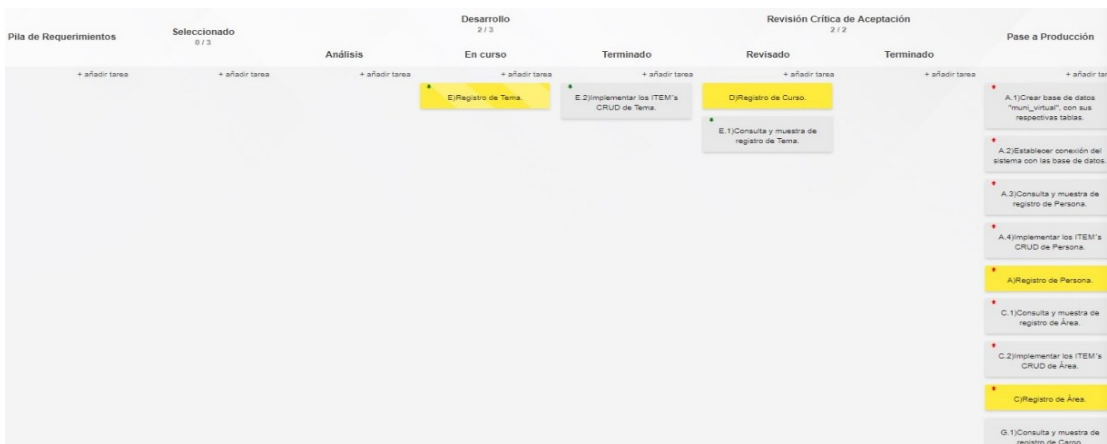 Pila de Requerimientos
Seleccionado
0 / 3
Desarrollo
2 / 3
Análisis
En curso
Terminado
Revisión Crítica de Aceptación
2 / 2
Revisado
Terminado
Pase a Producción
+ añadir tarea
+ añadir tarea
+ añadir tarea
+ añadir tarea
+ añadir tarea
+ añadir tarea
+ añadir tarea
+ añadir tar
E)Registro de Tema.
E.2)Implementar los ITEM's
CRUD de Tema.
D)Registro de Curso.
E.1)Consulta y muestra de
registro de Tema.
A.1)Crear base de datos
"muni_virtual", con sus
respectivas tablas.
A.2)Establecer conexión del
sistema con las base de datos.
A.3)Consulta y muestra de
registro de Persona.
A.4)Implementar los ITEM's
CRUD de Persona.
A)Registro de Persona.
C.1)Consulta y muestra de
registro de Área.
C.2)Implementar los ITEM's
CRUD de Área.
C)Registro de Área.
G.1)Consulta y muestra de
registro de Cargo.